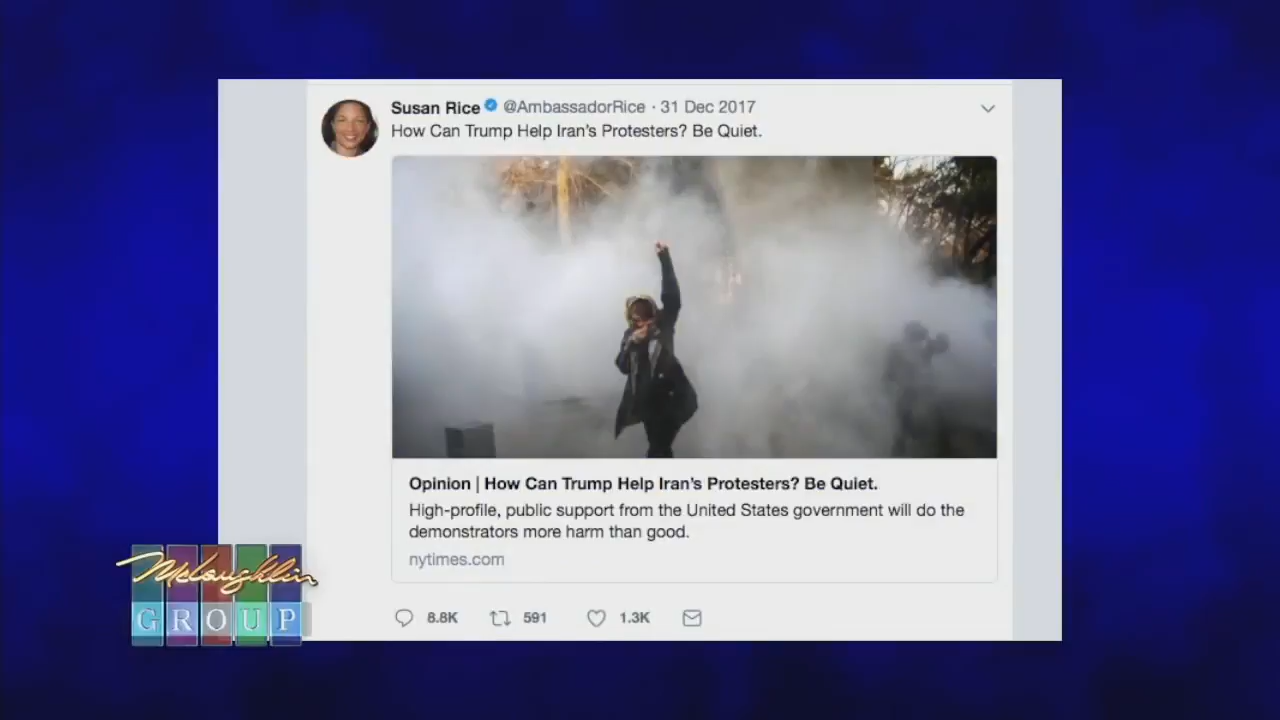 Susan Rice @AmbassadorRice · 31 Dec 2017
How Can Trump Help Iran's Protesters? Be Quiet.
Opinion | How Can Trump Help Iran's Protesters? Be Quiet.
High-profile, public support from the United States government will do the
demonstrators more harm than good.
nytimes.com
8.8K 591 1.3K
McLaughlin
GROUP